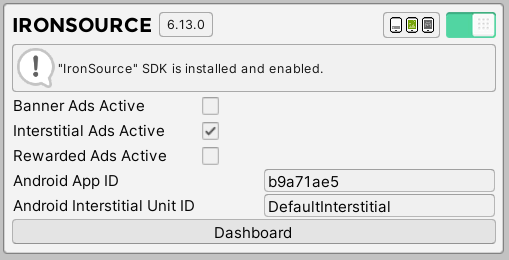 IRONSOURCE 6.13.0
"IronSource" SDK is installed and enabled.
Banner Ads Active
Interstitial Ads Active
Rewarded Ads Active
Android App ID b9a71ae5
Android Interstitial Unit ID DefaultInterstitial
Dashboard